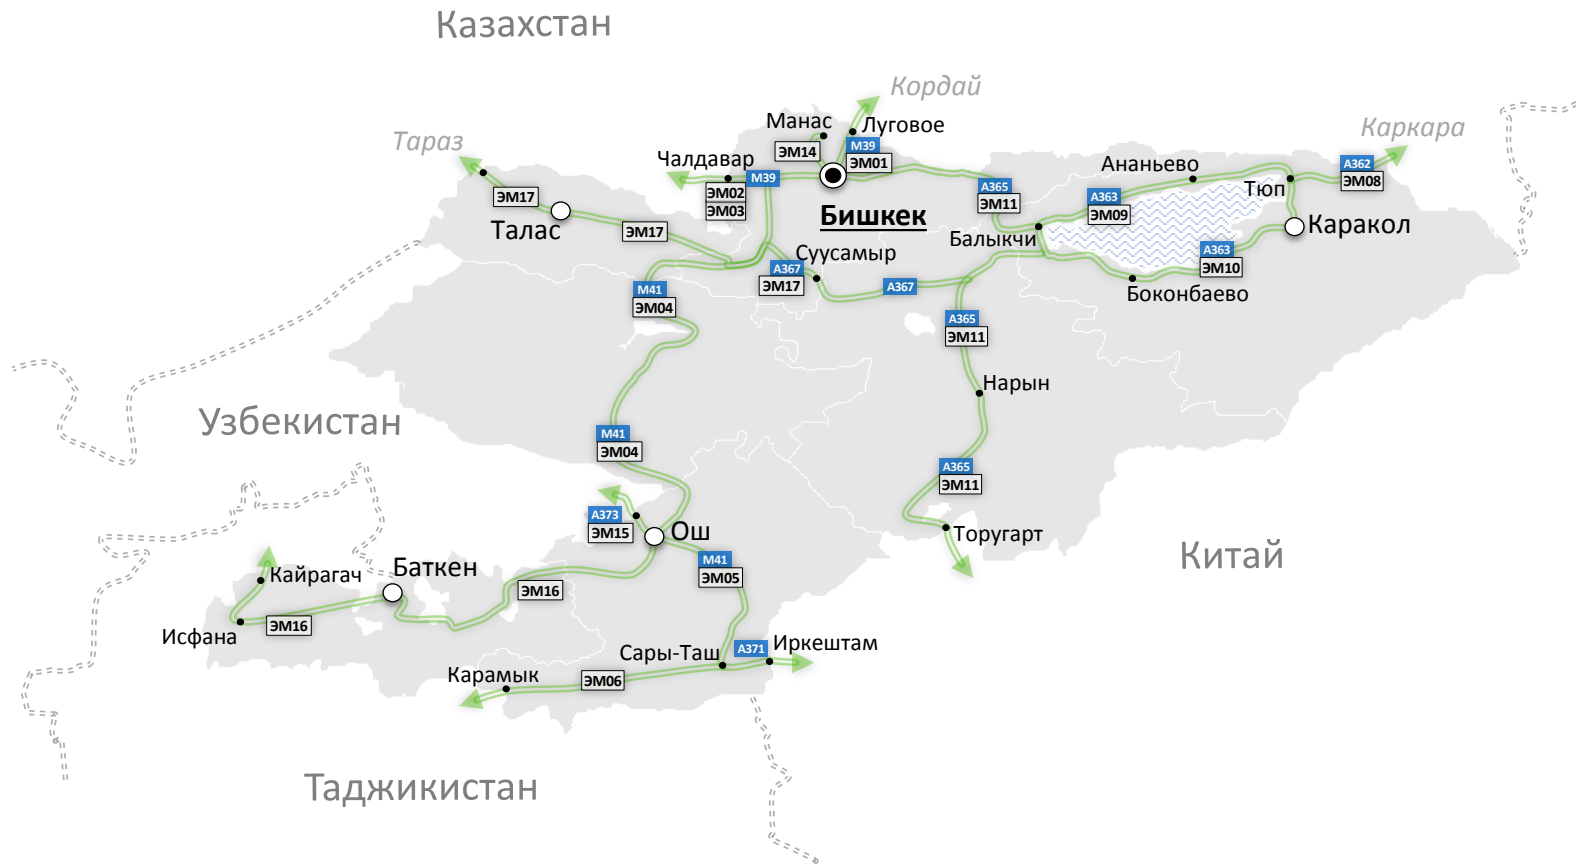 Казахстан
Кордай
Манас
Луговое
Каркара
Тараз
М39
ЭМ14
ЭМ01
Чалдавар
М39
Ананьево
А362
ЭМ08
ЭМ02
ЭМ03
А365
ЭМ11
Тюп
А363
ЭМ09
ЭМ17
Талас
ЭМ17
Бишкек
Балыкчи
Каракол
Суусамыр
А363
ЭМ10
А367
ЭМ17
А367
Боконбаево
М41
ЭМ04
А365
ЭМ11
Нарын
Узбекистан
М41
ЭМ04
А365
ЭМ11
А373
ЭМ15
Ош
Торугарт
Китай
Кайрагач
Баткен
М41
ЭМ05
ЭМ16
Исфана
ЭМ16
Сары-Таш
А371
Иркештам
Карамык
ЭМ06
Таджикистан